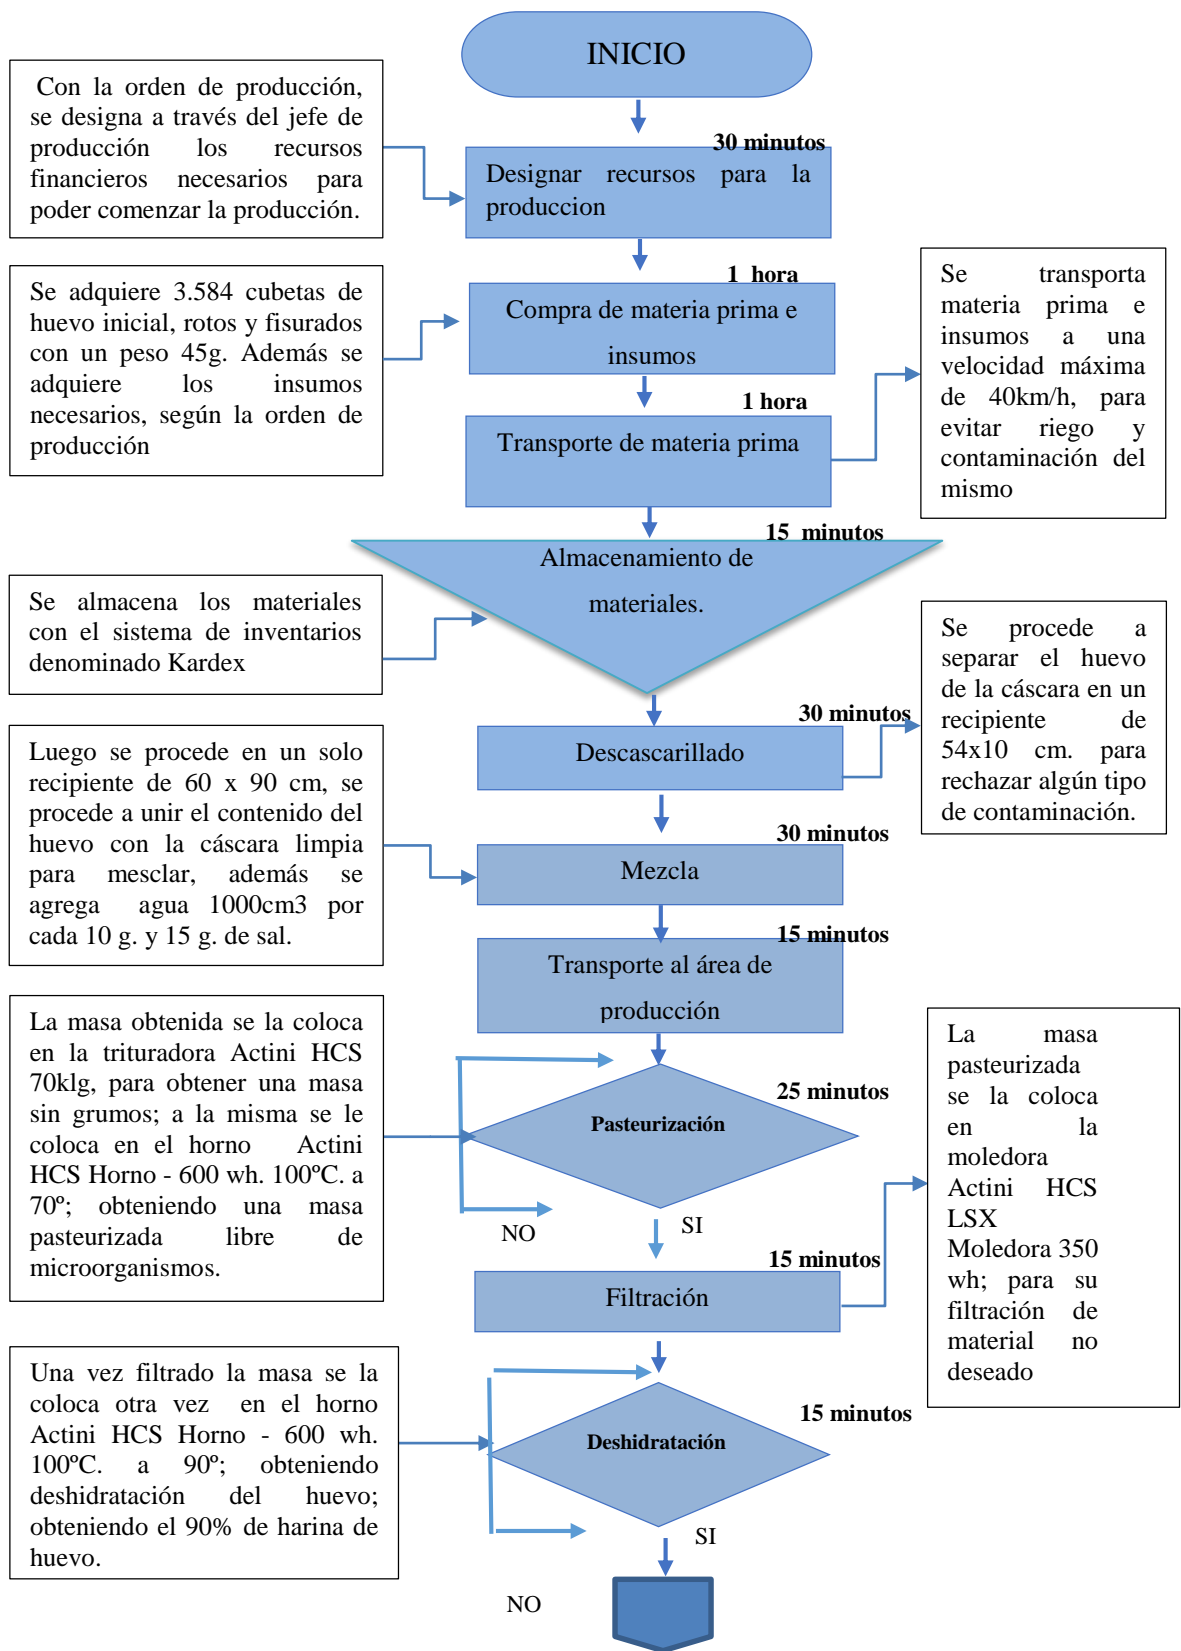 INICIO
Con la orden de producción,
se designa a través del jefe de
producción los recursos
financieros necesarios para
poder comenzar la producción.
30 minutos
Designar recursos para la
produccion
1 hora
Compra de materia prima e
insumos
Se adquiere 3.584 cubetas de
huevo inicial, rotos y fisurados
con un peso 45g. Además se
adquiere los insumos
necesarios, según la orden de
producción
Se transporta
materia prima e
insumos a una
velocidad máxima
de 40km/h, para
evitar riego y
contaminación del
mismo
1 hora
Transporte de materia prima
15 minutos
Almacenamiento de
materiales.
Se almacena los materiales
con el sistema de inventarios
denominado Kardex
Se procede a
separar el huevo
de la cáscara en un
recipiente de
54x10 cm. para
rechazar algún tipo
de contaminación.
30 minutos
Descascarillado
Luego se procede en un solo
recipiente de 60 x 90 cm, se
procede a unir el contenido del
huevo con la cáscara limpia
para mesclar, además se
agrega agua 1000cm3 por
cada 10 g. y 15 g. de sal.
30 minutos
Mezcla
15 minutos
Transporte al área de
producción
La masa obtenida se la coloca
en la trituradora Actini HCS
70klg, para obtener una masa
sin grumos; a la misma se le
coloca en el horno Actini
HCS Horno - 600 wh. 100ºC. a
70º; obteniendo una masa
pasteurizada libre de
microorganismos.
25 minutos
Pasteurización
NO
SI
La masa
pasteurizada
se la coloca
en la
moledora
Actini HCS
LSX
Moledora 350
wh; para su
filtración de
material no
deseado
15 minutos
Filtración
Una vez filtrado la masa se la
coloca otra vez en el horno
Actini HCS Horno - 600 wh.
100ºC. a 90º; obteniendo
deshidratación del huevo;
obteniendo el 90% de harina de
huevo.
15 minutos
Deshidratación
SI
NO